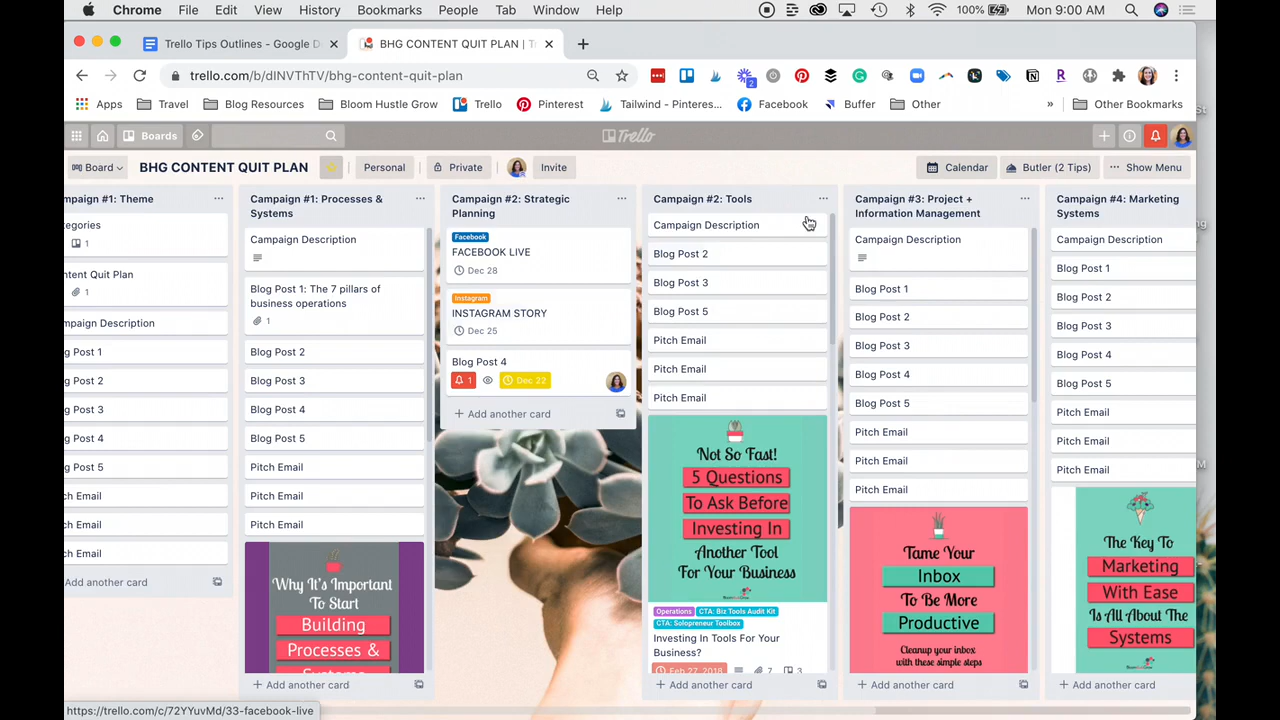 Chrome File Edit View History Bookmarks People Tab Window Help 100% Mon 9:00 AM
Trello Tips Outlines - Google D
BHG CONTENT QUIT PLAN | T
trello.com/b/dINVThTV/bhg-content-quit-plan
2
Apps Travel Blog Resources Bloom Hustle Grow Trello Pinterest Tailwind - Pinteres... Facebook Buffer Other » Other Bookmarks
Boards Trello
Board BHG CONTENT QUIT PLAN Personal Private Invite Calendar Butler (2 Tips) ... Show Menu
ampaign #1: Theme
tegories
1
ntent Quit Plan
1
mpaign Description
g Post 1
g Post 2
g Post 3
g Post 4
g Post 5
tch Email
tch Email
tch Email
Add another card
Campaign #1: Processes &
Systems
Campaign Description
Blog Post 1: The 7 pillars of
business operations
1
Blog Post 2
Blog Post 3
Blog Post 4
Blog Post 5
Pitch Email
Pitch Email
Pitch Email
Why It's Important
To Start
Building
Processes &
Systems
+ Add another card
Campaign #2: Strategic
Planning
Facebook
FACEBOOK LIVE
Dec 28
Instagram
INSTAGRAM STORY
Dec 25
Blog Post 4
1 Dec 22
+ Add another card
Campaign #2: Tools
Campaign Description
Blog Post 2
Blog Post 3
Blog Post 5
Pitch Email
Pitch Email
Pitch Email
Not So Fast!
5 Questions
To Ask Before
Investing In
Another Tool
For Your Business
Operations CTA: Biz Tools Audit Kit
CTA: Solopreneur Toolbox
Investing In Tools For Your
Business?
Feb 27, 2018 7 3
+ Add another card
Campaign #3: Project +
Information Management
Campaign Description
Blog Post 1
Blog Post 2
Blog Post 3
Blog Post 4
Blog Post 5
Pitch Email
Pitch Email
Pitch Email
Tame Your
Inbox
To Be More
Productive
Cleanup your inbox
with these simple steps
+ Add another card
Campaign #4: Marketing
Systems
Campaign Description
Blog Post 1
Blog Post 2
Blog Post 3
Blog Post 4
Blog Post 5
Pitch Email
Pitch Email
Pitch Email
The Key To
Marketing
With Ease
Is All About The
Systems
+ Add another card
https://trello.com/c/72YYuvMd/33-facebook-live